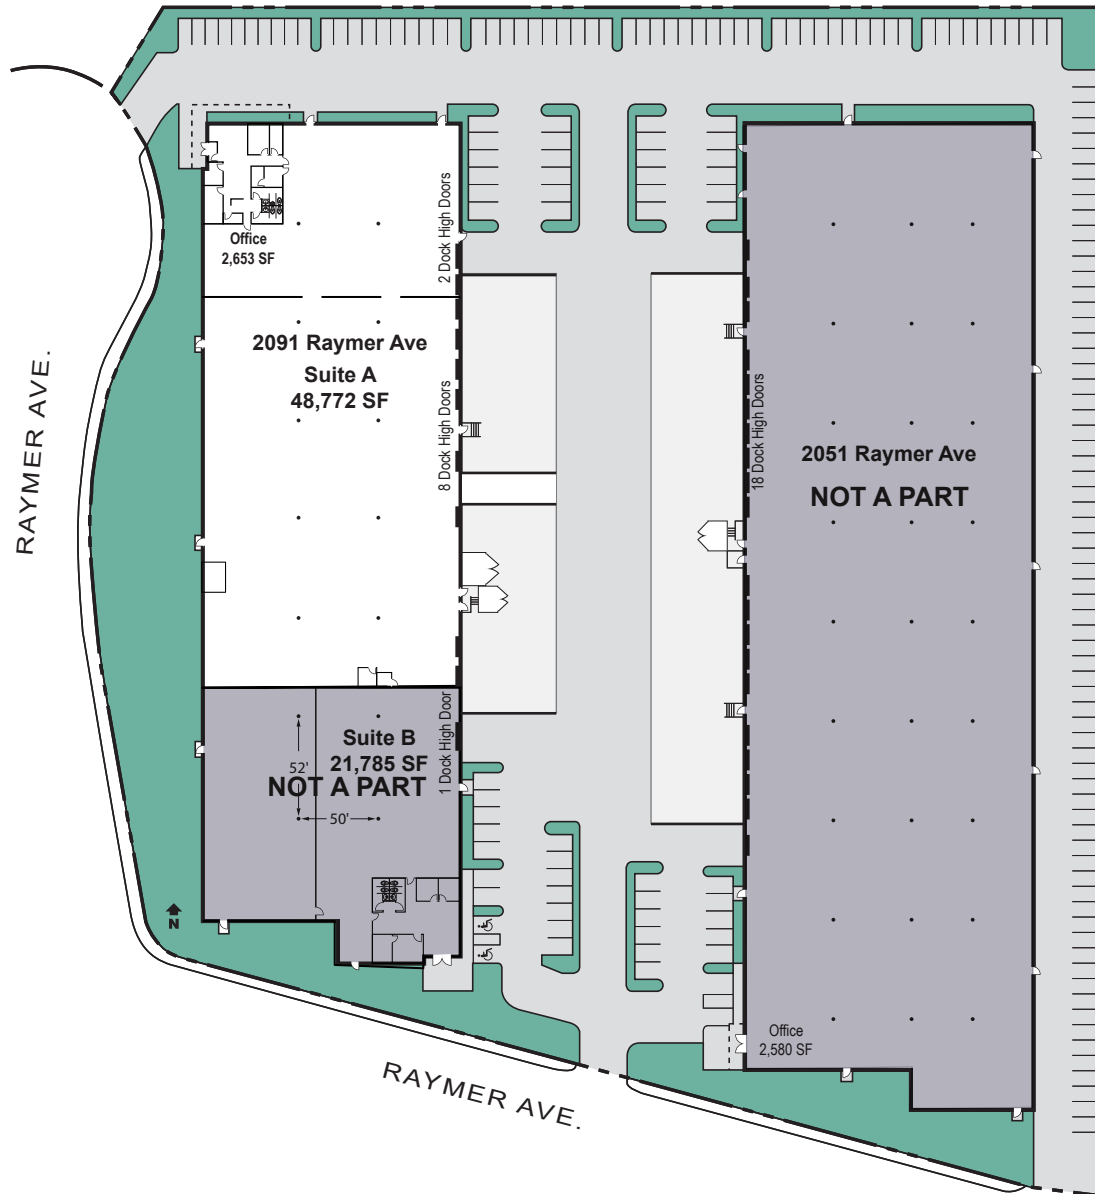 Office
2,653 SF
2 Dock High Doors
2091 Raymer Ave
Suite A
48,772 SF
8 Dock High Doors
RAYMER AVE.
18 Dock High Doors
2051 Raymer Ave
NOT A PART
1 Dock High Door
Suite B
21,785 SF
NOT A PART
52'
50'
N
Office
2,580 SF
RAYMER AVE.